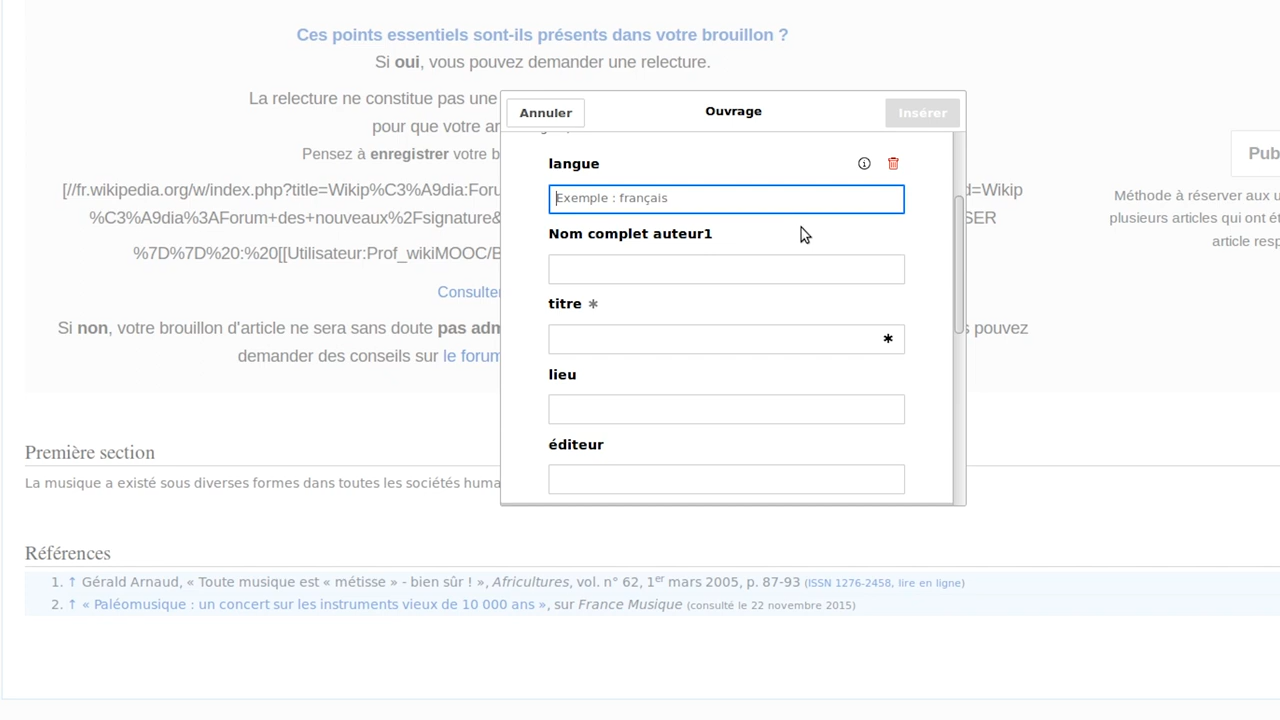 Ces points essentiels sont-ils présents dans votre brouillon ?
Si oui, vous pouvez demander une relecture.
La relecture ne constitue pas une
pour que votre ar
Pensez à enregistrer votre b
[//fr.wikipedia.org/w/index.php?title=Wikip%C3%A9dia:Foru
d=Wikip
%C3%A9dia%3AForum+des+nouveaux%2Fsignature&
SER
%7D%7D%20:%20[[Utilisateur:Prof_wikiMOOC/B
Consulter
Si non, votre brouillon d'article ne sera sans doute pas adm
s pouvez
demander des conseils sur le forum
Annuler
Ouvrage
Insérer
langue
Exemple : français
Nom complet auteur1
titre *
*
lieu
éditeur
Pub
Méthode à réserver aux u
plusieurs articles qui ont ét
article resp
Première section
La musique a existé sous diverses formes dans toutes les sociétés huma
Références
1. ↑ Gérald Arnaud, « Toute musique est « métisse » - bien sûr ! », Africultures, vol. n° 62, 1er mars 2005, p. 87-93 (ISSN 1276-2458, lire en ligne)
2. ↑ « Paléomusique : un concert sur les instruments vieux de 10 000 ans », sur France Musique (consulté le 22 novembre 2015)